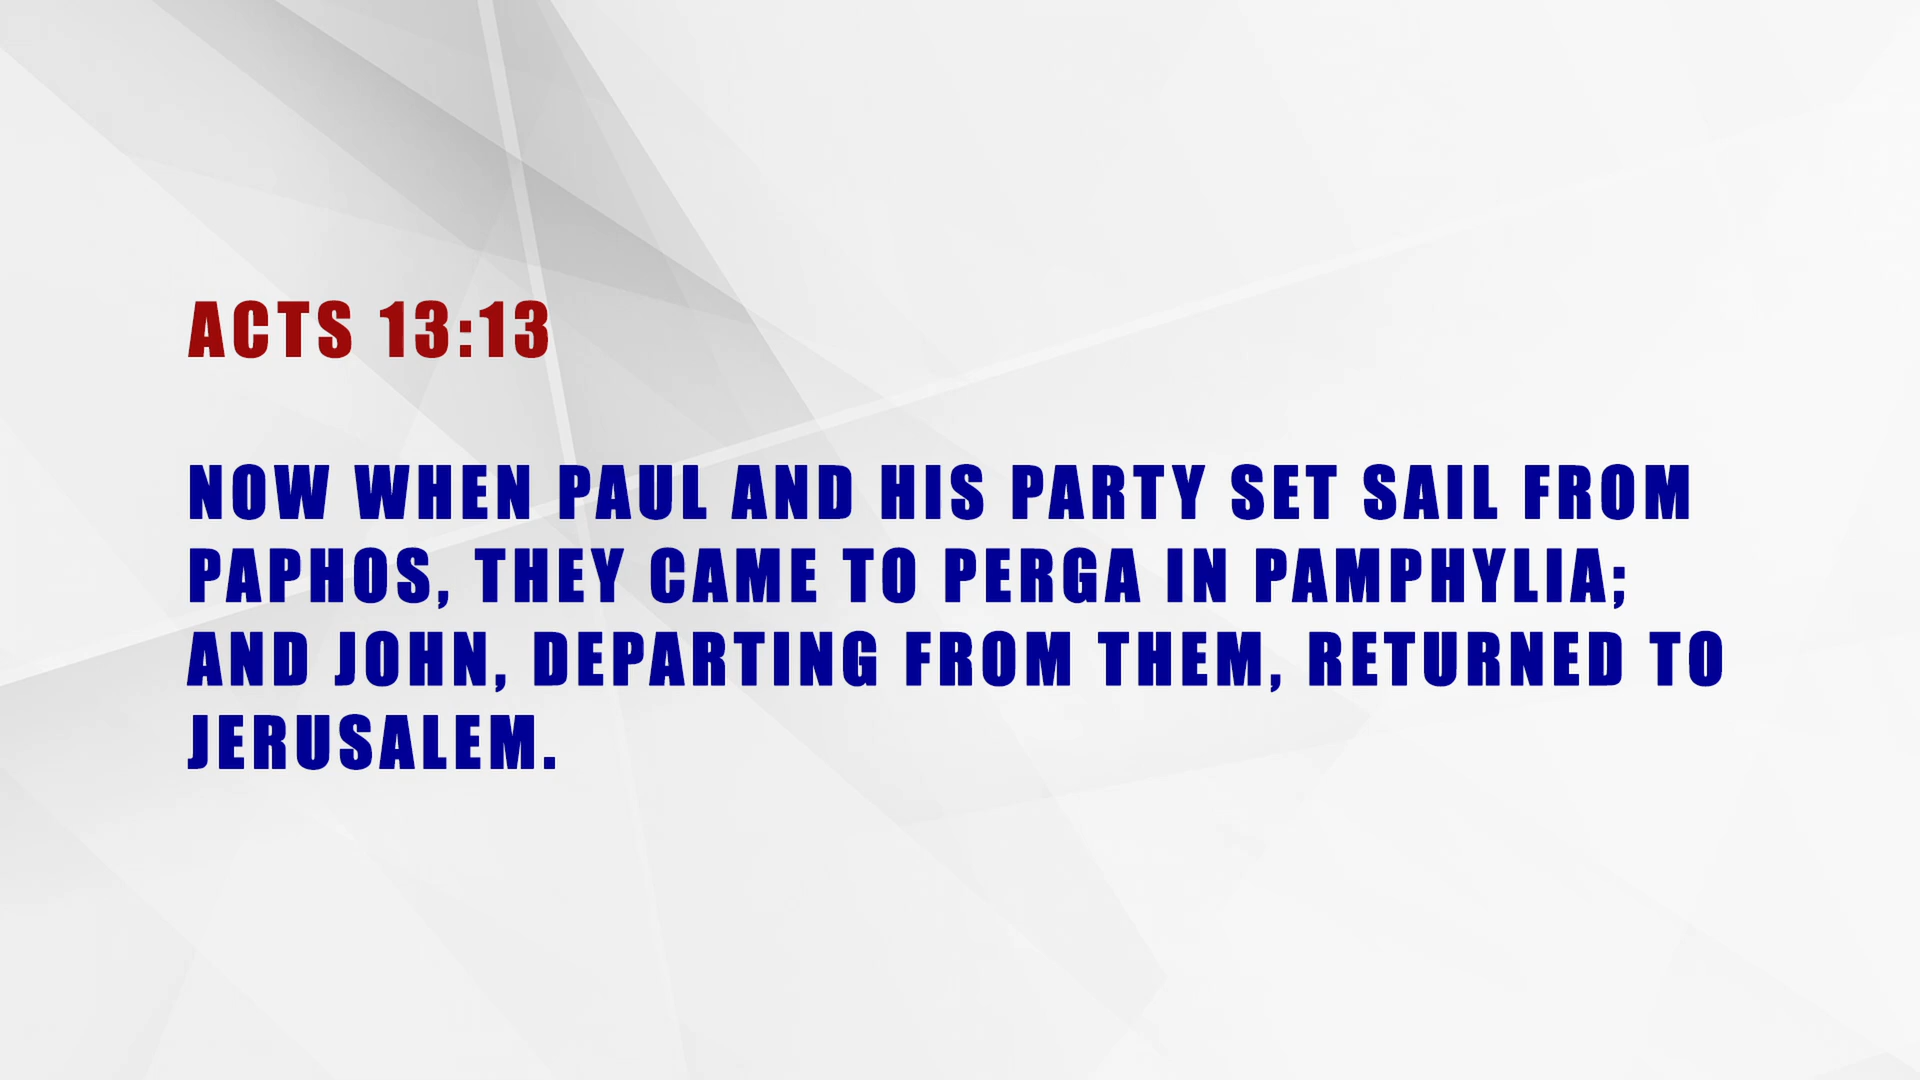 ACTS 13:13
NOW WHEN PAUL AND HIS PARTY SET SAIL FROM
PAPHOS, THEY CAME TO PERGA IN PAMPHYLIA;
AND JOHN, DEPARTING FROM THEM, RETURNED TO
JERUSALEM.